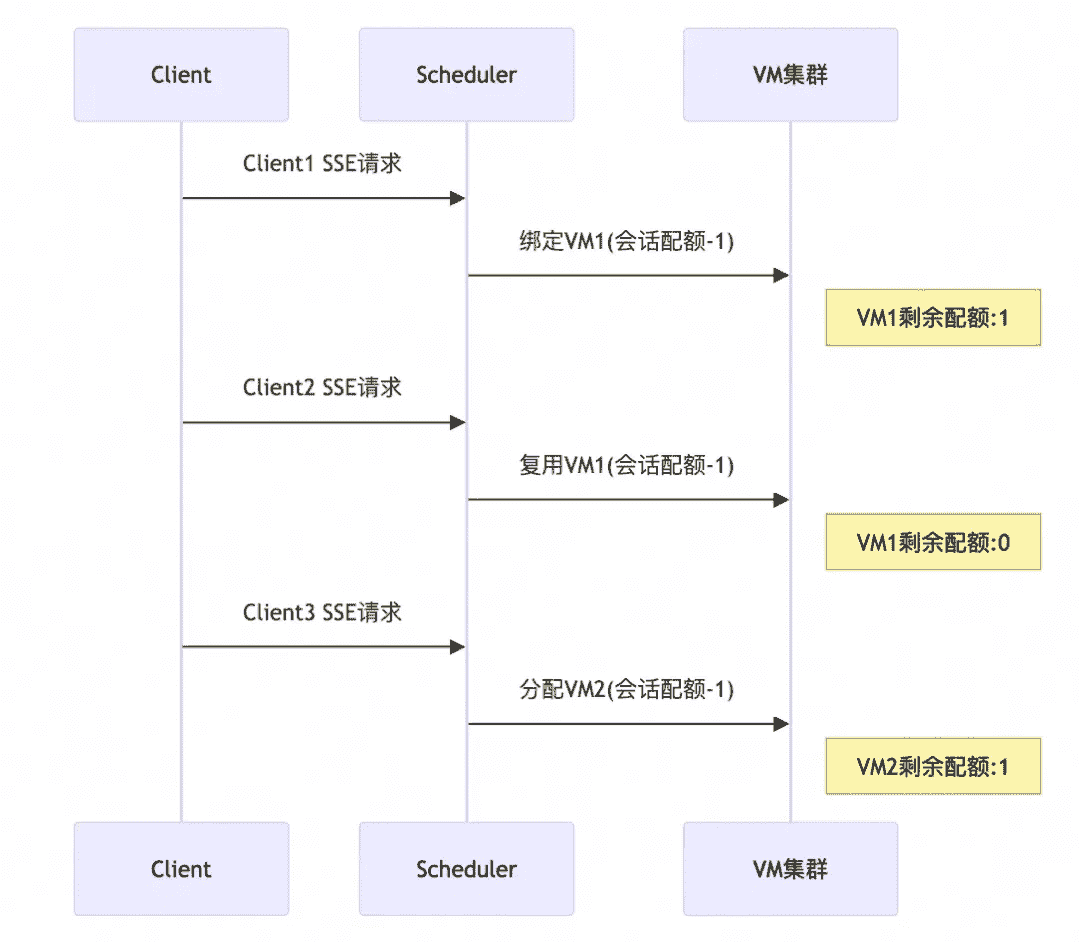 Client
Scheduler
VM集群
Client1 SSE请求
绑定VM1(会话配额-1)
VM1剩余配额:1
Client2 SSE请求
复用VM1(会话配额-1)
VM1剩余配额:0
Client3 SSE请求
分配VM2(会话配额-1)
VM2剩余配额:1
Client
Scheduler
VM集群